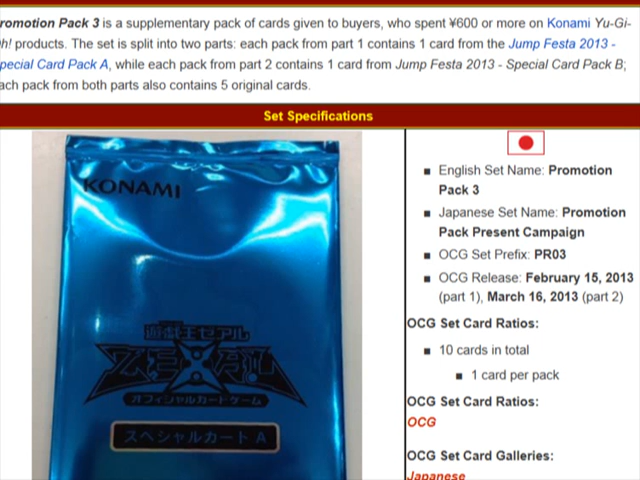 romotion Pack 3 is a supplementary pack of cards given to buyers, who spent ¥600 or more on Konami Yu-Gi-
h! products. The set is split into two parts: each pack from part 1 contains 1 card from the Jump Festa 2013 -
pecial Card Pack A, while each pack from part 2 contains 1 card from Jump Festa 2013 - Special Card Pack B;
ach pack from both parts also contains 5 original cards.
Set Specifications
KONAMI
遊戯王ゼアル
ZEXAL
オフィシャルカードゲーム
スペシャルカート A
English Set Name: Promotion
Pack 3
Japanese Set Name: Promotion
Pack Present Campaign
OCG Set Prefix: PR03
OCG Release: February 15, 2013
(part 1), March 16, 2013 (part 2)
OCG Set Card Ratios:
10 cards in total
1 card per pack
OCG Set Card Ratios:
OCG
OCG Set Card Galleries:
Japanese